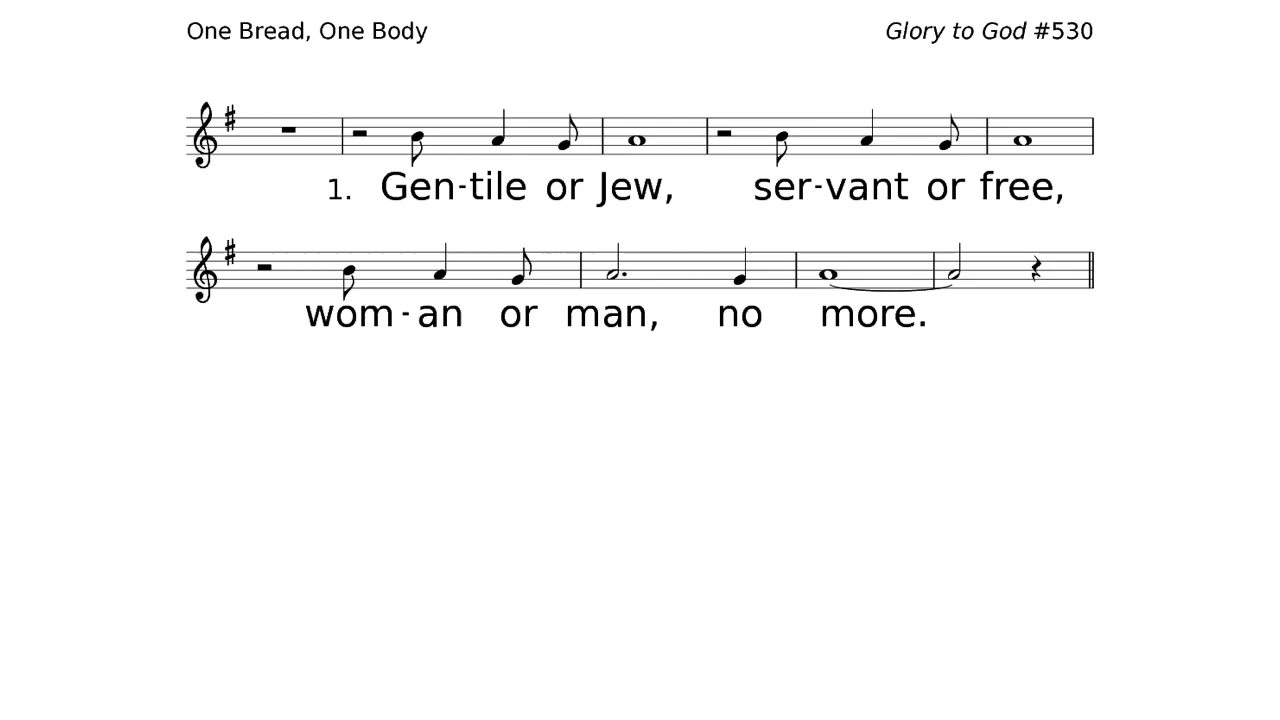 One Bread, One Body Glory to God #530
1. Gen-tile or Jew, ser-vant or free,
wom-an or man, no more.